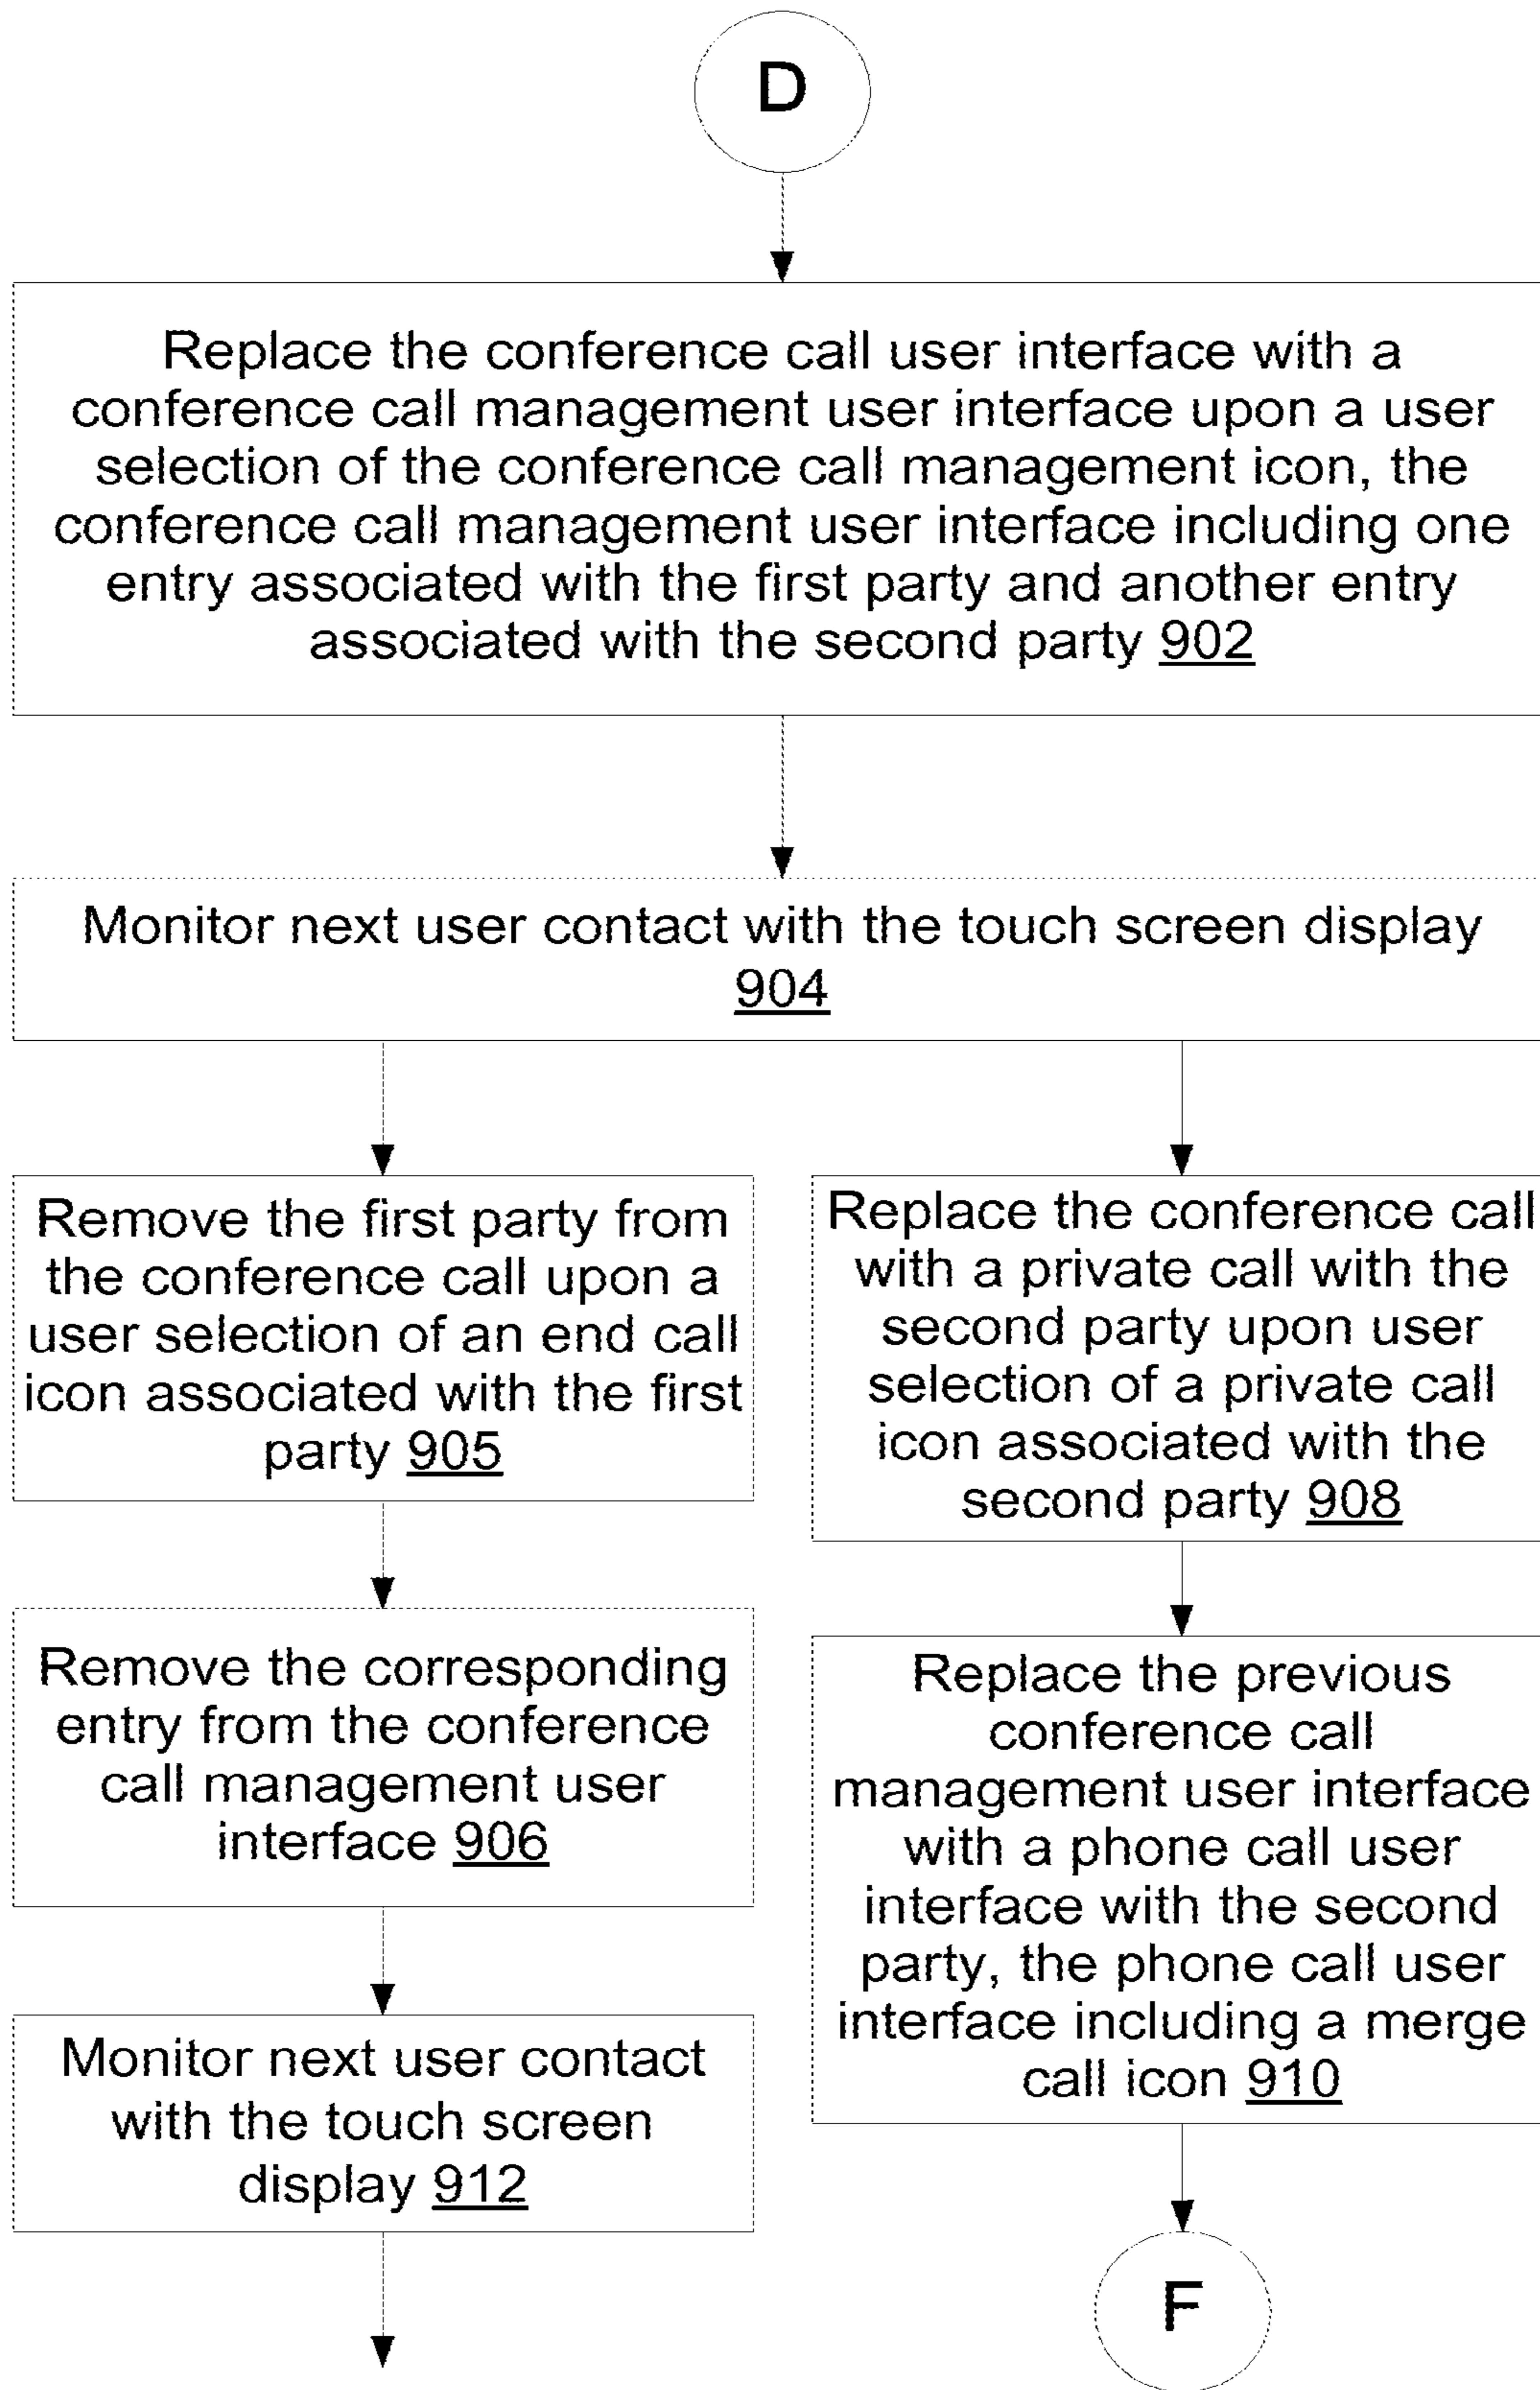 D
Replace the conference call user interface with a
conference call management user interface upon a user
selection of the conference call management icon, the
conference call management user interface including one
entry associated with the first party and another entry
associated with the second party 902
Monitor next user contact with the touch screen display
904
Remove the first party from
the conference call upon a
user selection of an end call
icon associated with the first
party 905
Remove the corresponding
entry from the conference
call management user
interface 906
Monitor next user contact
with the touch screen
display 912
Replace the conference call
with a private call with the
second party upon user
selection of a private call
icon associated with the
second party 908
Replace the previous
conference call
management user interface
with a phone call user
interface with the second
party, the phone call user
interface including a merge
call icon 910
F